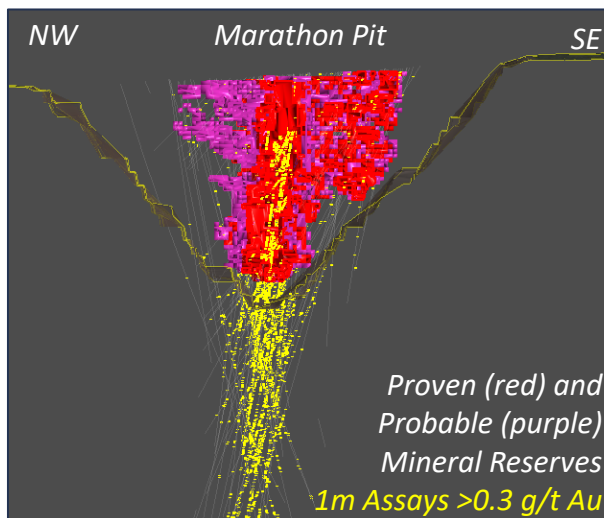 NW Marathon Pit SE
Proven (red) and
Probable (purple)
Mineral Reserves
1m Assays >0.3 g/t Au